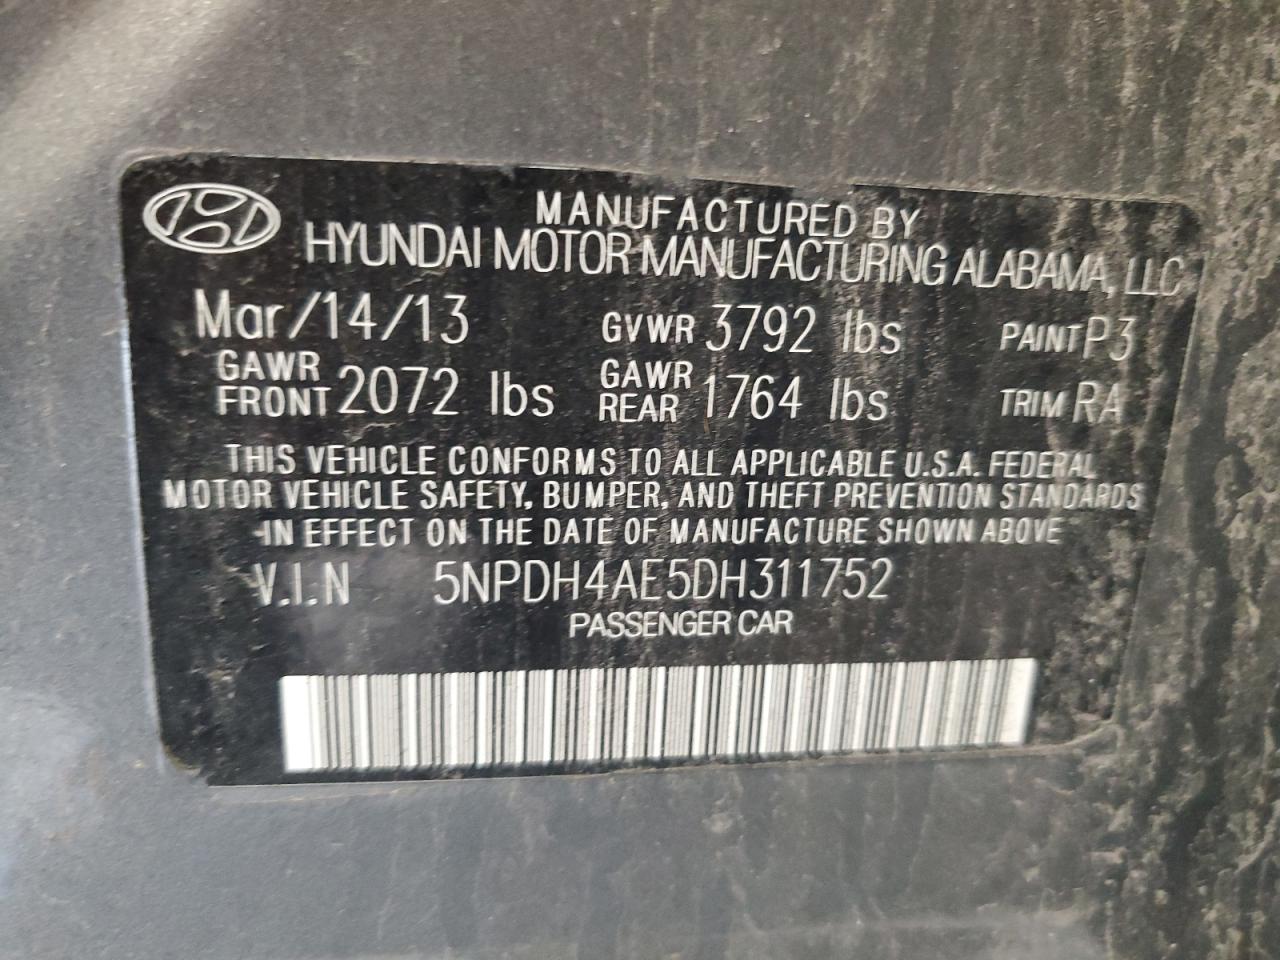 MANUFACTURED BY
HYUNDAI MOTOR MANUFACTURING ALABAMA, LLC
Mar/14/13 GVWR 3792 lbs PAINT P3
GAWR FRONT 2072 lbs GAWR REAR 1764 lbs TRIM RA
THIS VEHICLE CONFORMS TO ALL APPLICABLE U.S.A. FEDERAL
MOTOR VEHICLE SAFETY, BUMPER, AND THEFT PREVENTION STANDARDS
IN EFFECT ON THE DATE OF MANUFACTURE SHOWN ABOVE
V.I.N 5NPDH4AE5DH311752
PASSENGER CAR